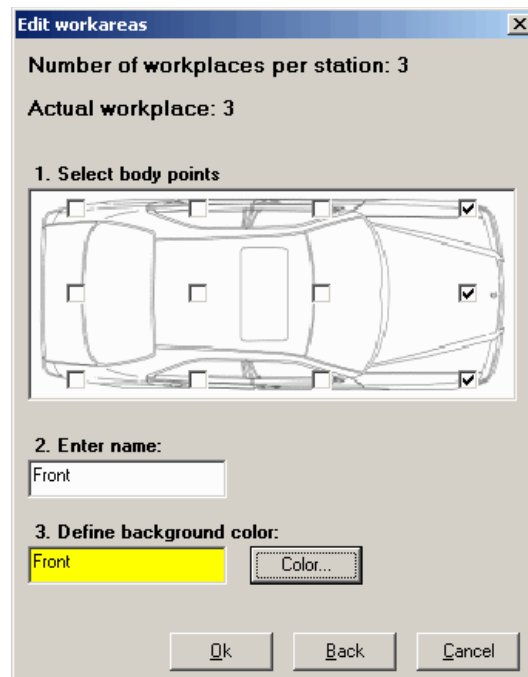 Edit workareas
Number of workplaces per station: 3
Actual workplace: 3
1. Select body points
2. Enter name:
Front
3. Define background color:
Front
Color...
Ok
Back
Cancel